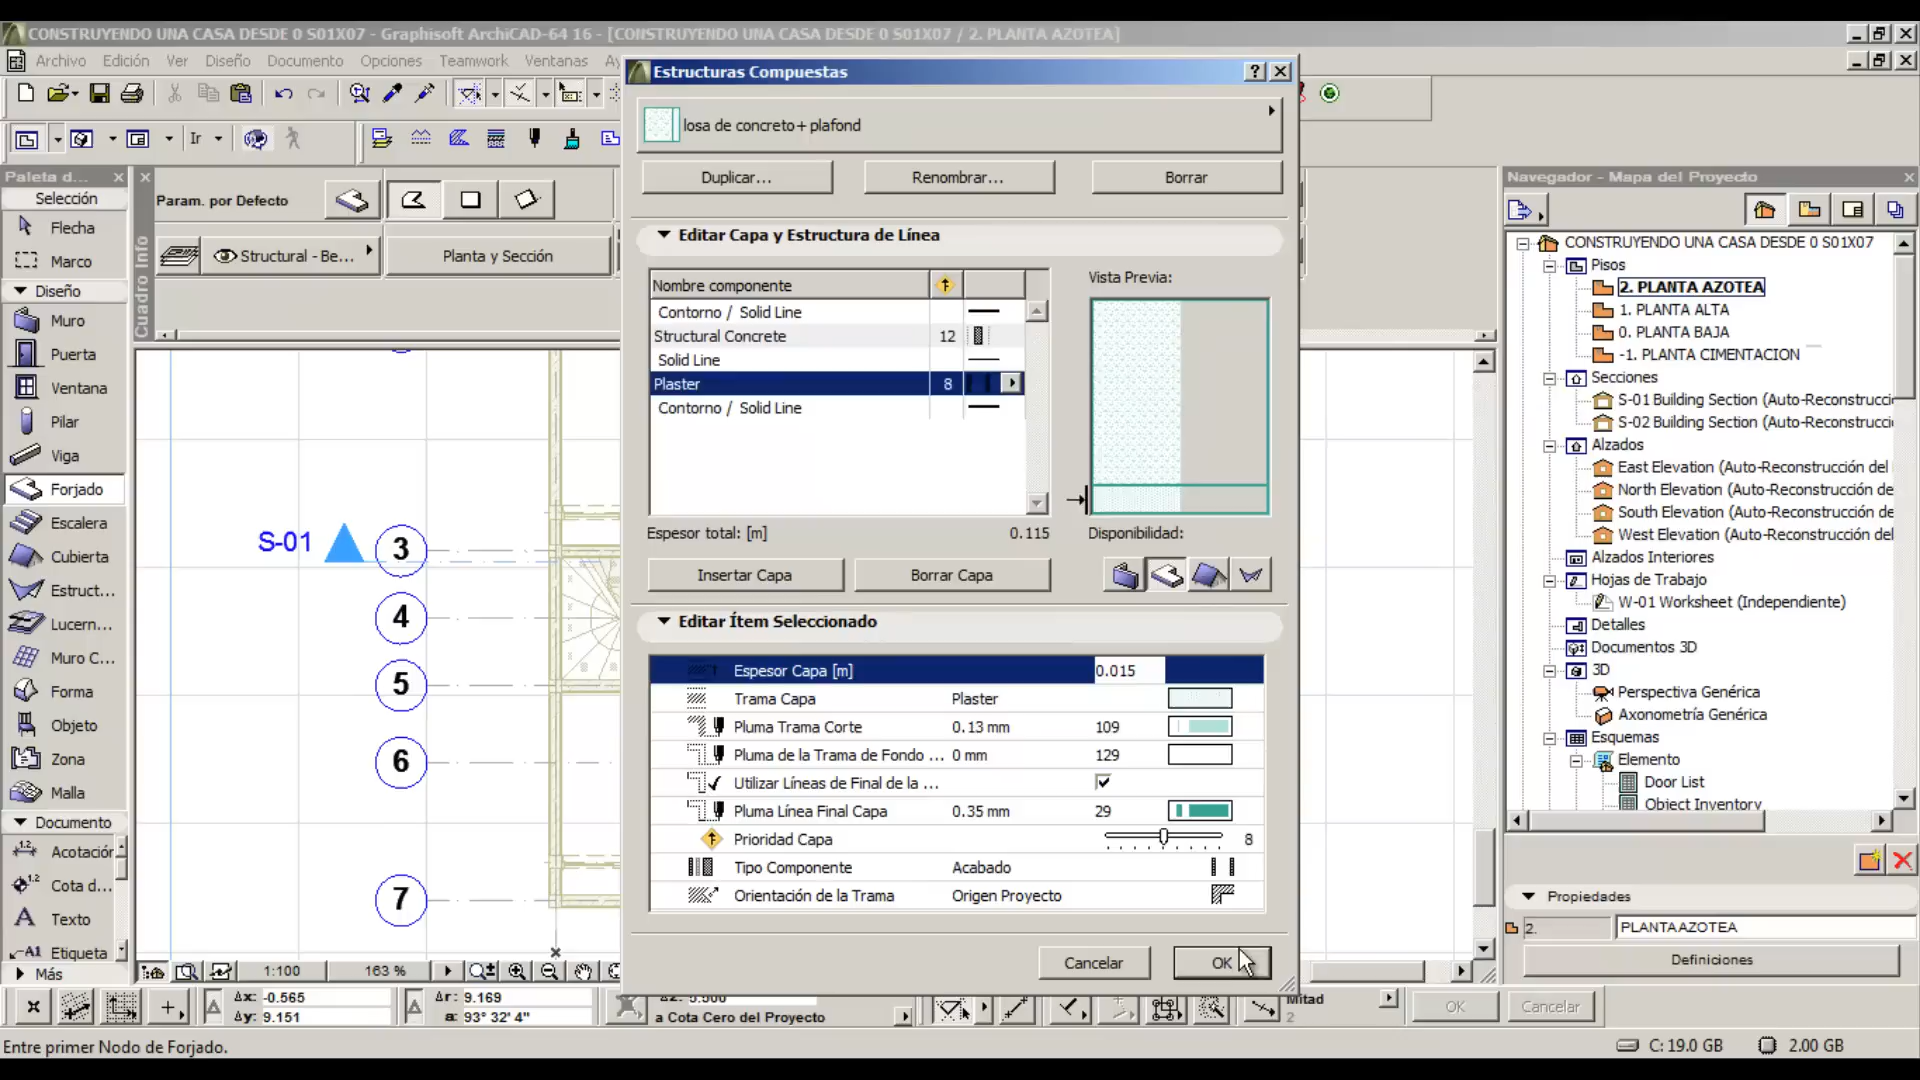 CONSTRUYENDO UNA CASA DESDE 0 S01X07 - Graphisoft ArchiCAD-64 16 - [CONSTRUYENDO UNA CASA DESDE 0 S01X07 / 2. PLANTA AZOTEA]
Archivo Edición Ver Diseño Documento Opciones Teamwork Ventanas Ay
Ir
Paleta d...
Selección
Flecha
Marco
Diseño
Muro
Puerta
Ventana
Pilar
Viga
Forjado
Escalera
Cubierta
Estruct...
Lucern...
Muro C...
Forma
Objeto
Zona
Malla
Documento
Acotación
Cota d...
Texto
Etiqueta
Más
Cuadro Info
Param. por Defecto
Structural - Be...
Planta y Sección
S-01
3
4
5
6
7
Estructuras Compuestas
losa de concreto+ plafond
Duplicar...
Renombrar...
Borrar
Editar Capa y Estructura de Línea
Nombre componente
Contorno / Solid Line
Structural Concrete 12
Solid Line
Plaster 8
Contorno / Solid Line
Vista Previa:
Espesor total: [m] 0.115
Disponibilidad:
Insertar Capa
Borrar Capa
Editar Ítem Seleccionado
Espesor Capa [m] 0.015
Trama Capa Plaster
Pluma Trama Corte 0.13 mm 109
Pluma de la Trama de Fondo ... 0 mm 129
Utilizar Líneas de Final de la ...
Pluma Línea Final Capa 0.35 mm 29
Prioridad Capa 8
Tipo Componente Acabado
Orientación de la Trama Origen Proyecto
Cancelar
OK
Navegador - Mapa del Proyecto
CONSTRUYENDO UNA CASA DESDE 0 S01X07
Pisos
2. PLANTA AZOTEA
1. PLANTA ALTA
0. PLANTA BAJA
-1. PLANTA CIMENTACION
Secciones
S-01 Building Section (Auto-Reconstrucci
S-02 Building Section (Auto-Reconstrucci
Alzados
East Elevation (Auto-Reconstrucción del
North Elevation (Auto-Reconstrucción de
South Elevation (Auto-Reconstrucción de
West Elevation (Auto-Reconstrucción del
Alzados Interiores
Hojas de Trabajo
W-01 Worksheet (Independiente)
Detalles
Documentos 3D
3D
Perspectiva Genérica
Axonometría Genérica
Esquemas
Elemento
Door List
Object Inventory
Propiedades
2. PLANTA AZOTEA
Definiciones
1:100 163 %
Δx: -0.565
Δy: 9.151
Δr: 9.169
a: 93° 32' 4"
Δz: 5.500
a Cota Cero del Proyecto
Mitad
2
OK
Cancelar
Entre primer Nodo de Forjado.
C: 19.0 GB
2.00 GB